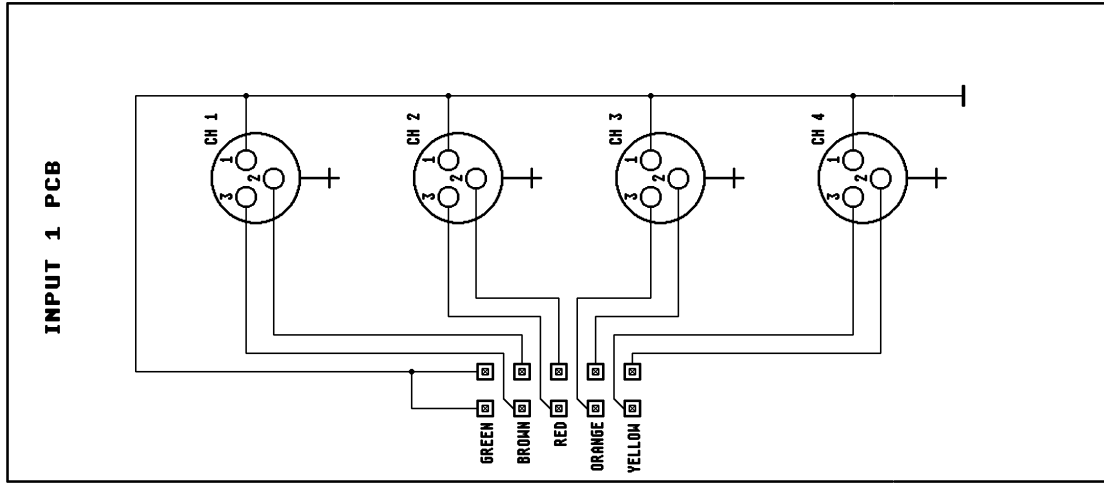 INPUT 1 PCB
CH 1
CH 2
CH 3
CH 4
1
2
3
1
2
3
1
2
3
1
2
3
GREEN
BROWN
RED
ORANGE
YELLOW